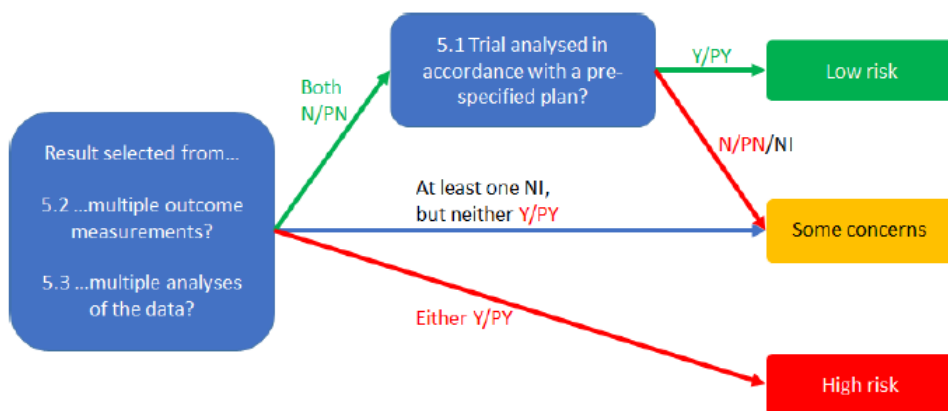 5.1 Trial analysed in
accordance with a pre-
specified plan?
Y/PY
Low risk
Both
N/PN
N/PN/NI
Result selected from...
5.2 ...multiple outcome
measurements?
5.3 ...multiple analyses
of the data?
At least one NI,
but neither Y/PY
Some concerns
Either Y/PY
High risk